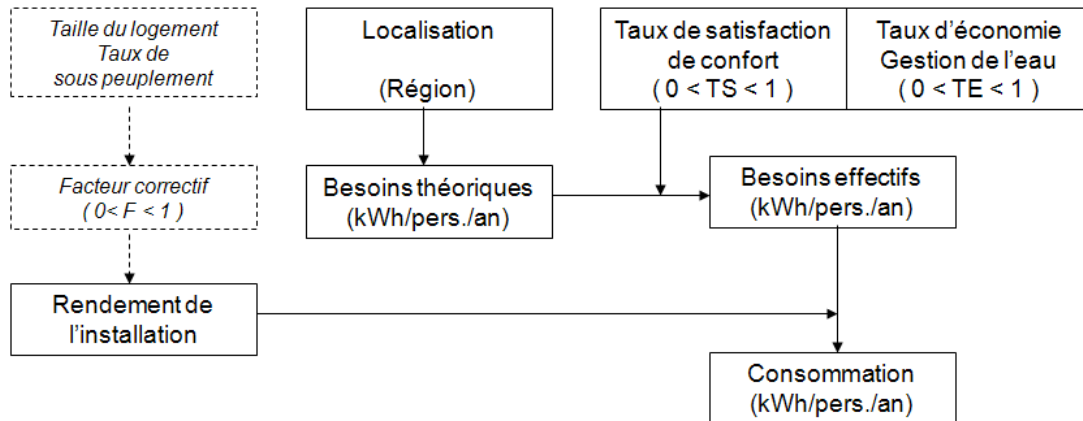 Taille du logement
Taux de
sous peuplement
Localisation
(Région)
Taux de satisfaction
de confort
( 0 < TS < 1 )
Taux d'économie
Gestion de l'eau
( 0 < TE < 1 )
Facteur correctif
( 0< F < 1 )
Besoins théoriques
(kWh/pers./an)
Besoins effectifs
(kWh/pers./an)
Rendement de
l'installation
Consommation
(kWh/pers./an)